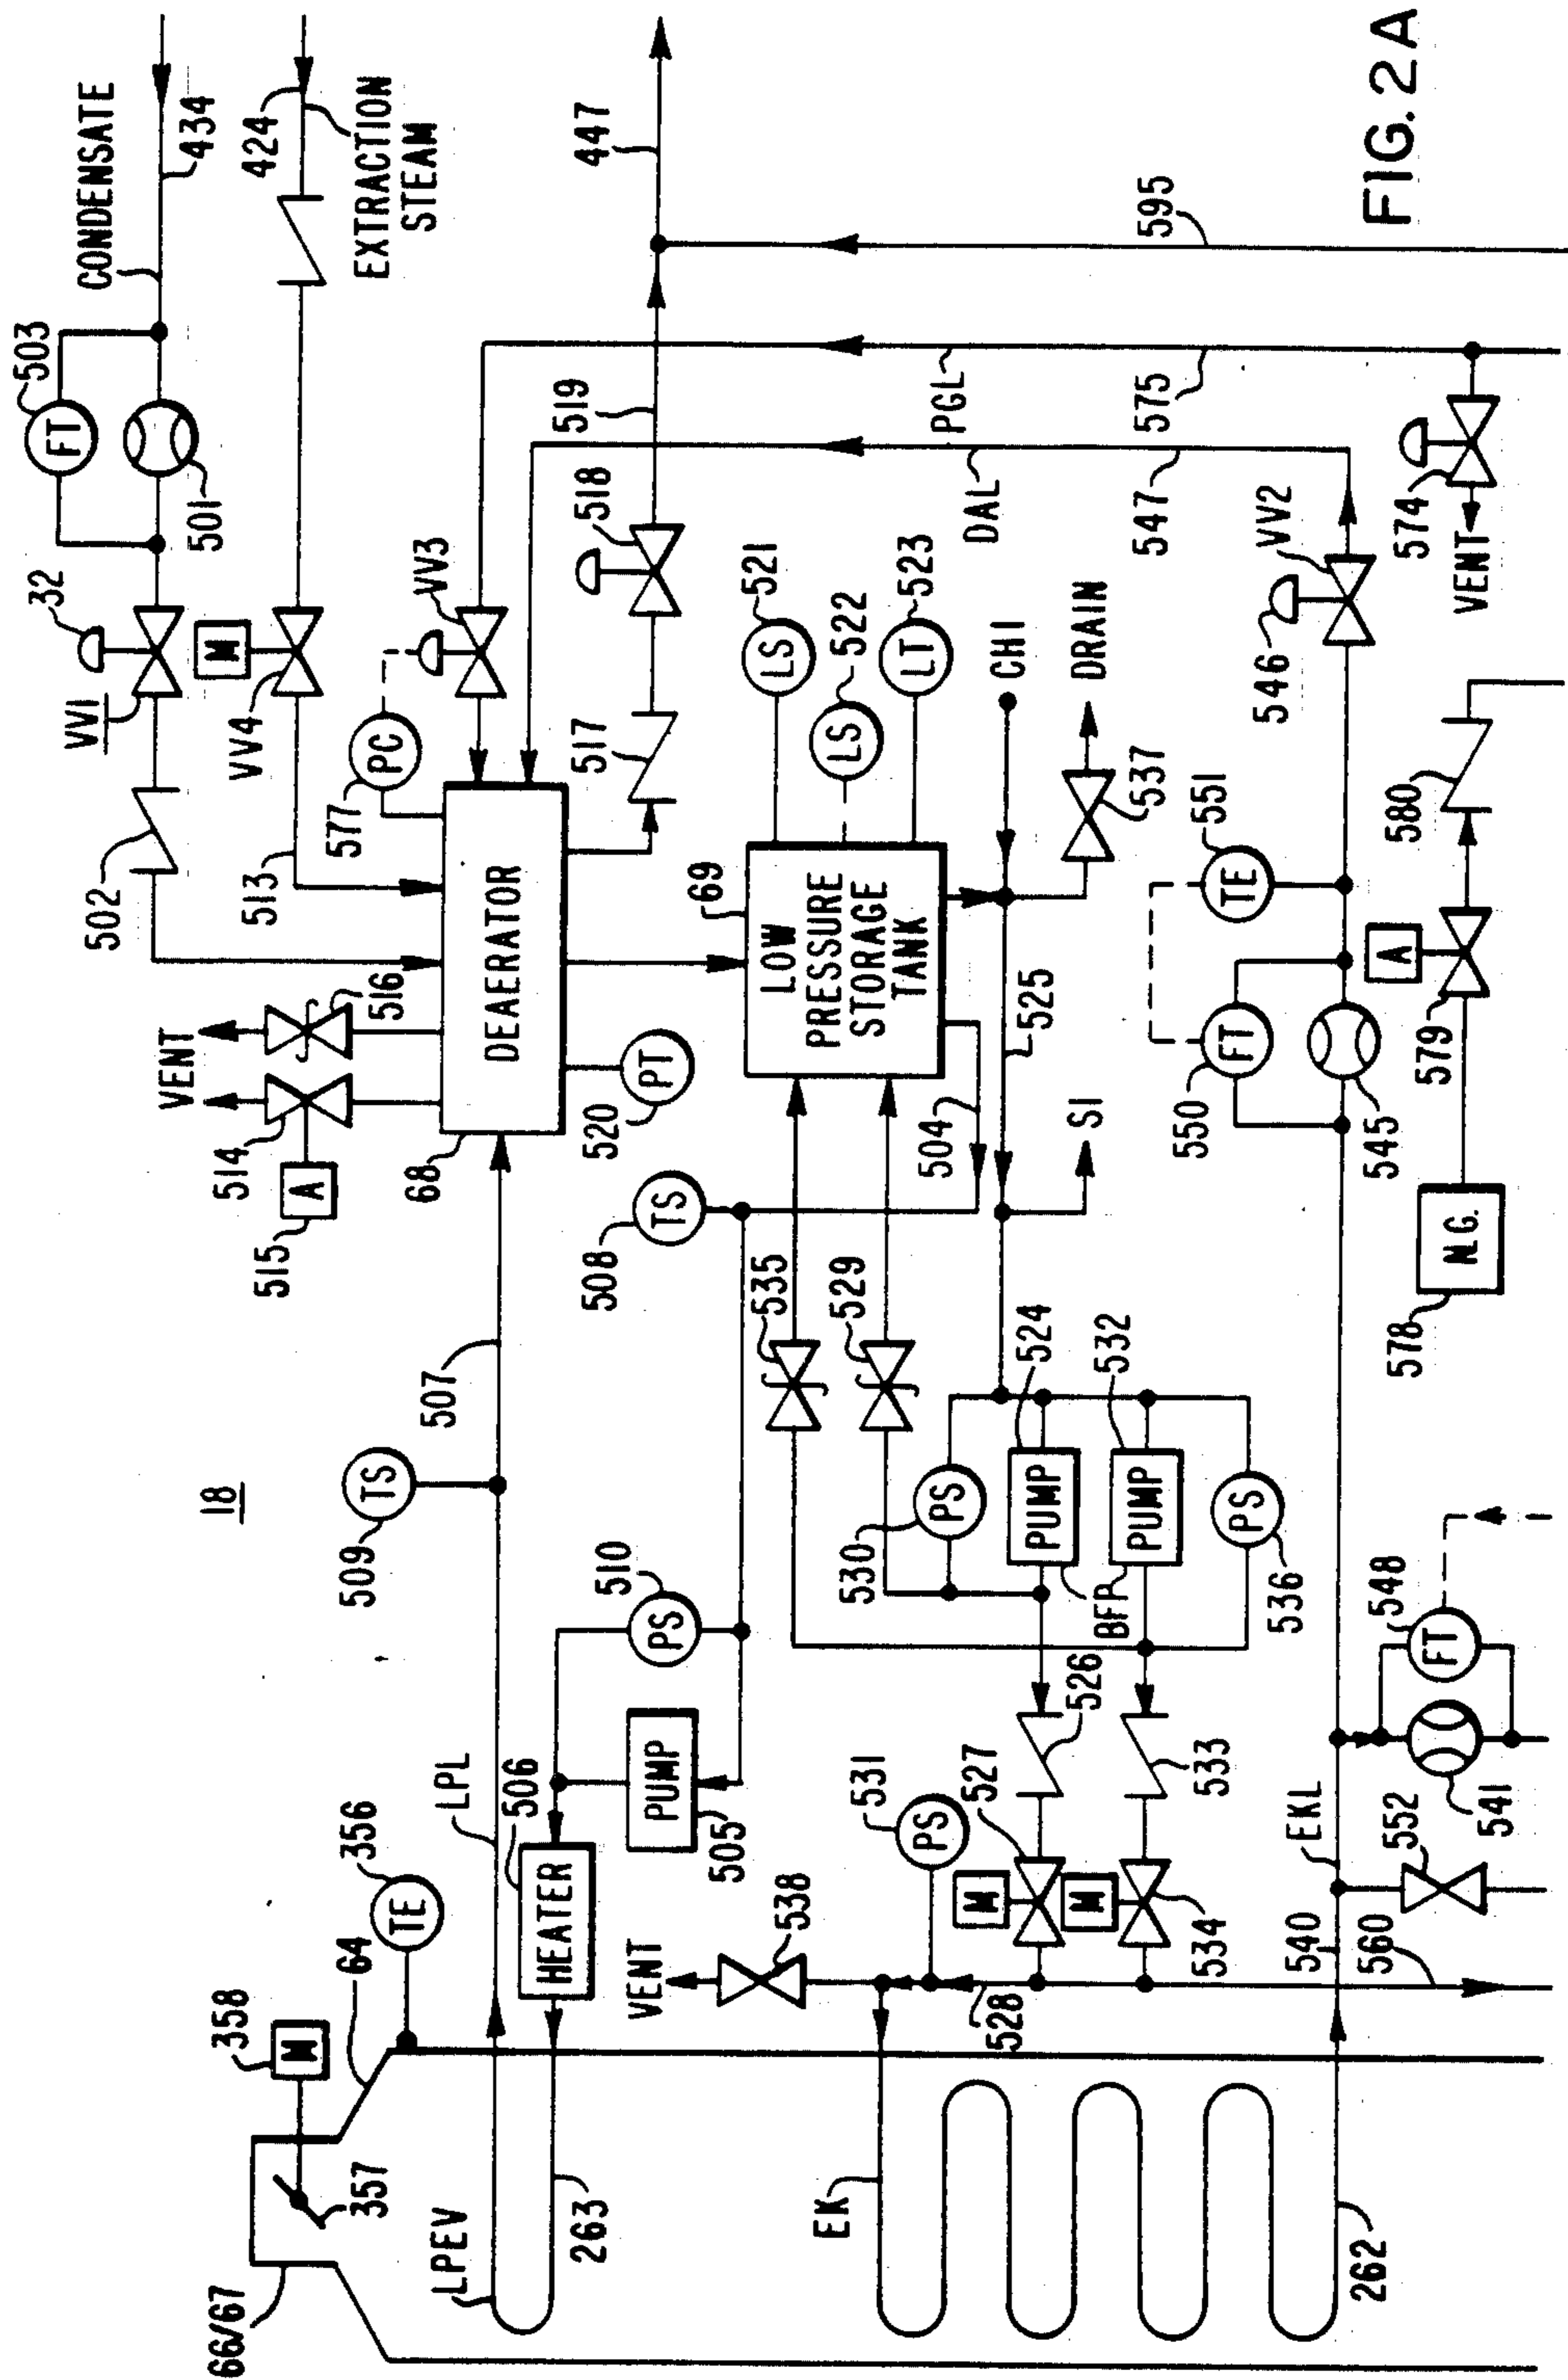 18
66/67
357
358
M
64
356
TE
LPEV
LPL
263
HEATER
506
PUMP
505
PS
510
509
TS
507
508
TS
504
515
A
514
VENT
516
502
513
VV1
32
VV4
M
501
FT
503
CONDENSATE
434
424
EXTRACTION
STEAM
68
DEAERATOR
520
PT
577
PC
VV3
517
518
519
447
595
PGL
575
DAL
547
69
LOW
PRESSURE
STORAGE
TANK
LS
521
LS
522
LT
523
CHI
DRAIN
537
525
SI
535
529
524
532
530
PS
PUMP
PUMP
BFP
PS
536
526
533
527
M
M
534
531
PS
VENT
538
528
EK
262
540
560
EKL
552
541
FT
548
550
FT
545
TE
551
546
VV2
574
VENT
578
N.G.
579
A
580
FIG. 2A